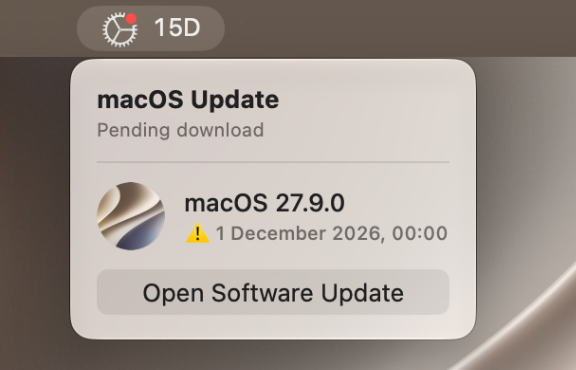 15D
macOS Update
Pending download
macOS 27.9.0
1 December 2026, 00:00
Open Software Update